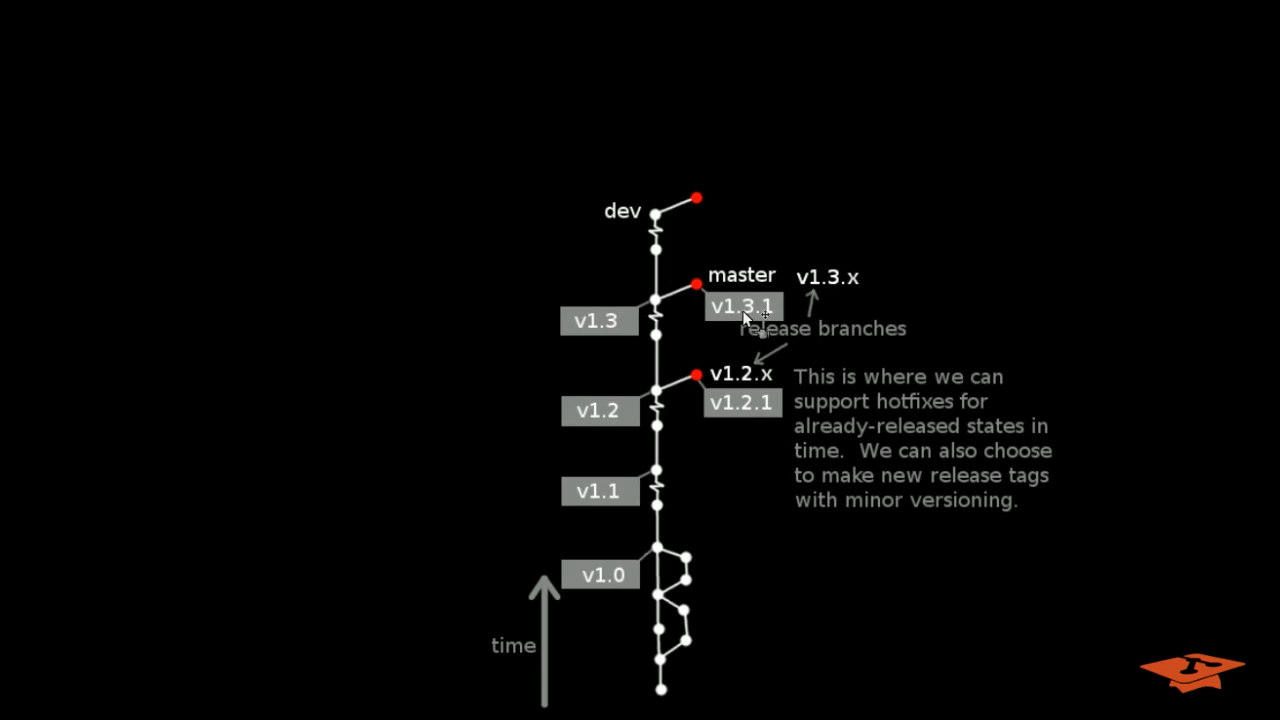 dev
master
v1.3.x
v1.3.1
v1.3
release branches
v1.2.x
v1.2.1
v1.2
This is where we can
support hotfixes for
already-released states in
time.  We can also choose
to make new release tags
with minor versioning.
v1.1
v1.0
time